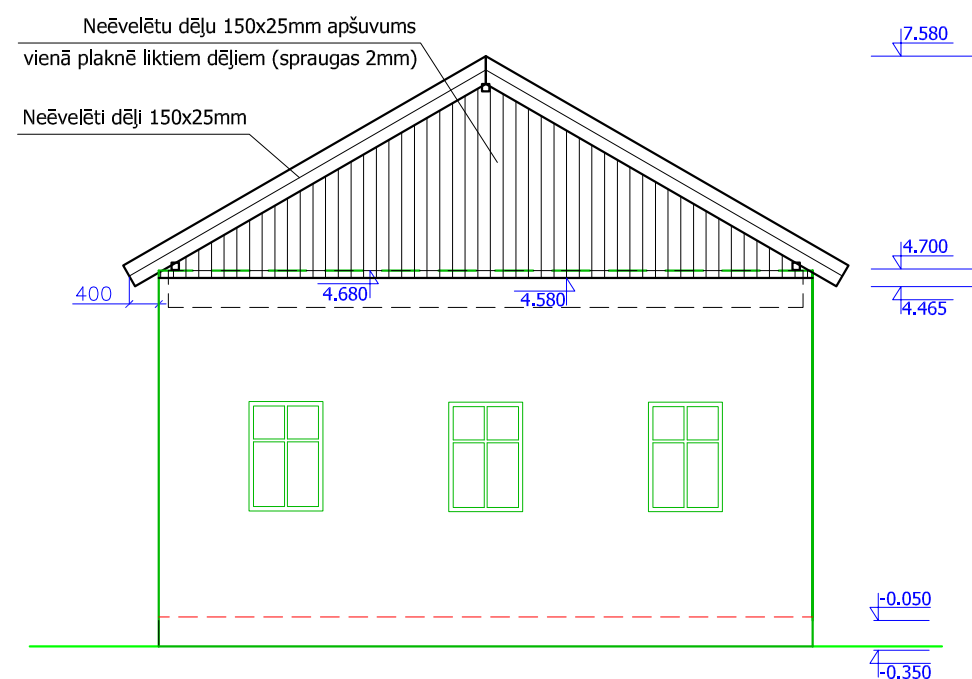 Neēvelētu dēļu 150x25mm apšuvums
vienā plaknē liktiem dēļiem (spraugas 2mm)
Neēvelēti dēļi 150x25mm
7.580
4.700
4.465
400
4.680
4.580
-0.050
-0.350